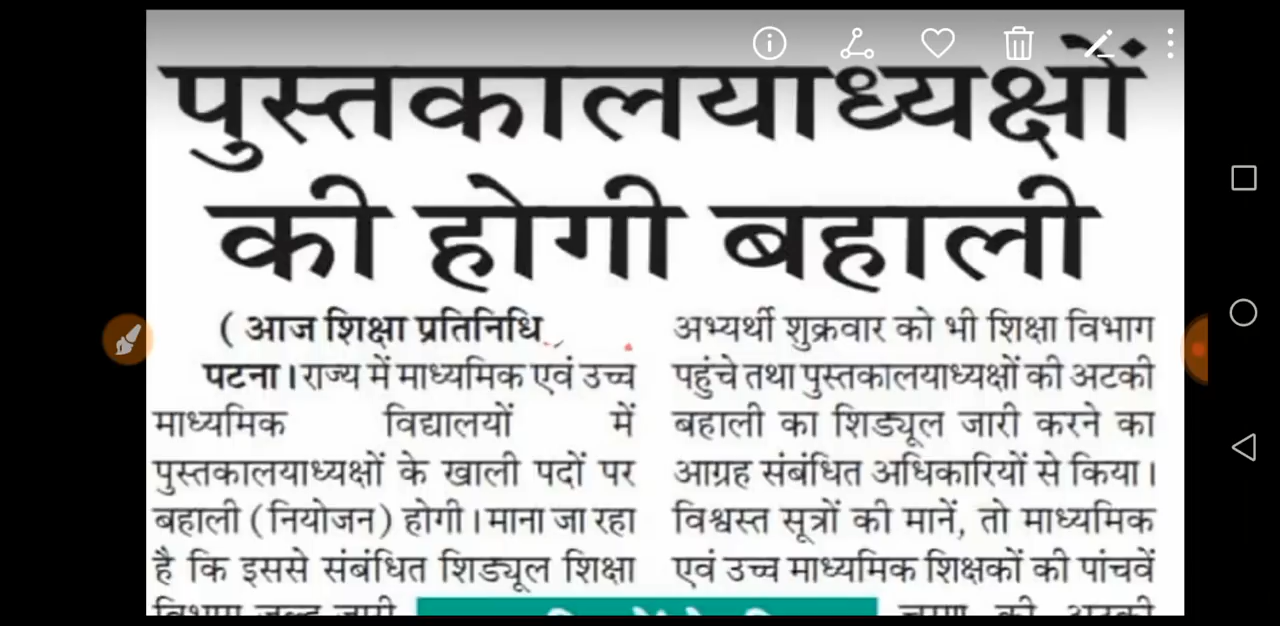 पुस्तकालयाध्यक्षों
की होगी बहाली
( आज शिक्षा प्रतिनिधि
पटना। राज्य में माध्यमिक एवं उच्च
माध्यमिक विद्यालयों में
पुस्तकालयाध्यक्षों के खाली पदों पर
बहाली (नियोजन) होगी। माना जा रहा
है कि इससे संबंधित शिड्यूल शिक्षा
अभ्यर्थी शुक्रवार को भी शिक्षा विभाग
पहुंचे तथा पुस्तकालयाध्यक्षों की अटकी
बहाली का शिड्यूल जारी करने का
आग्रह संबंधित अधिकारियों से किया।
विश्वस्त सूत्रों की मानें, तो माध्यमिक
एवं उच्च माध्यमिक शिक्षकों की पांचवें